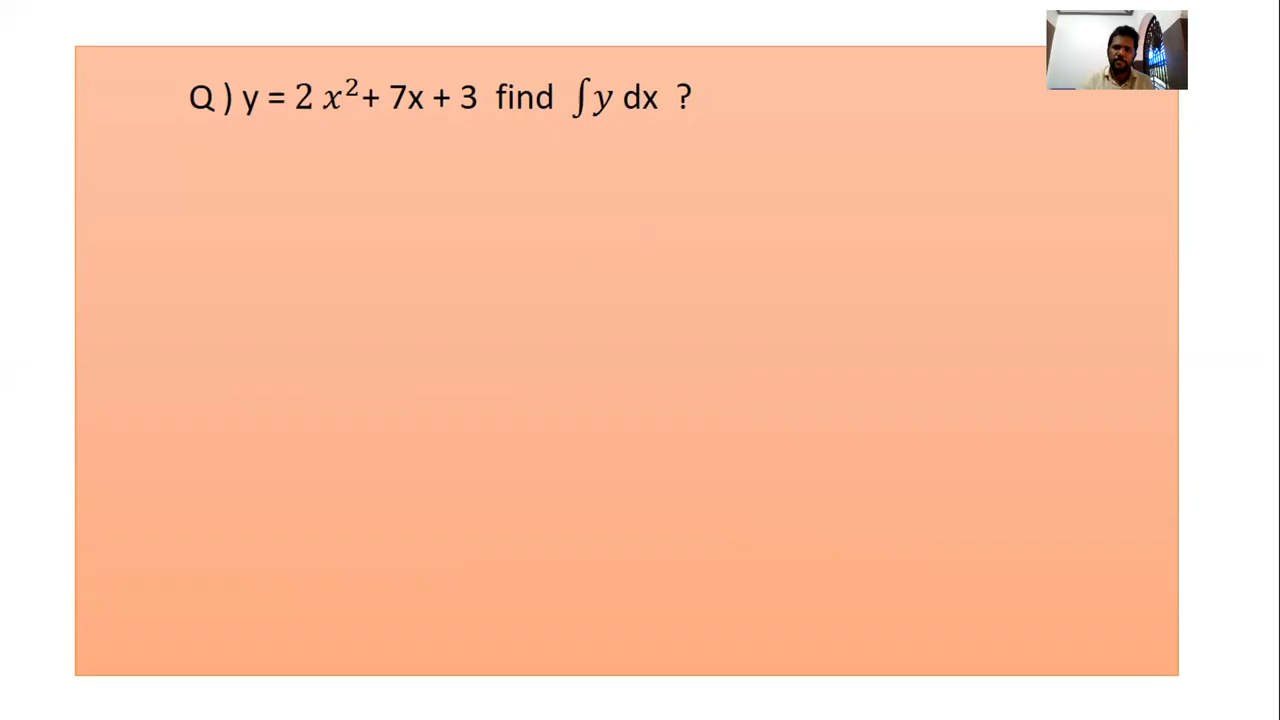 Q ) y = 2 𝑥²+ 7x + 3 find ∫𝑦 dx ?